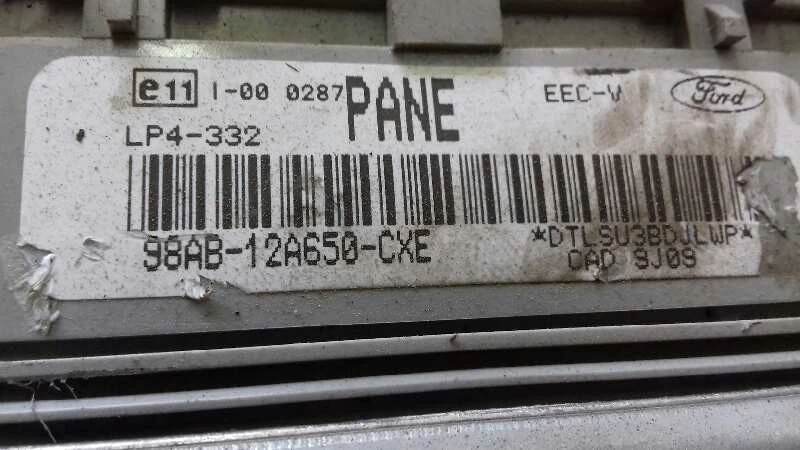 e11 I-00 0287 PANE EEC-V Ford
LP4-332
98AB-12A650-CXE *DTLSU3BDJLWP*
CAD 9J09